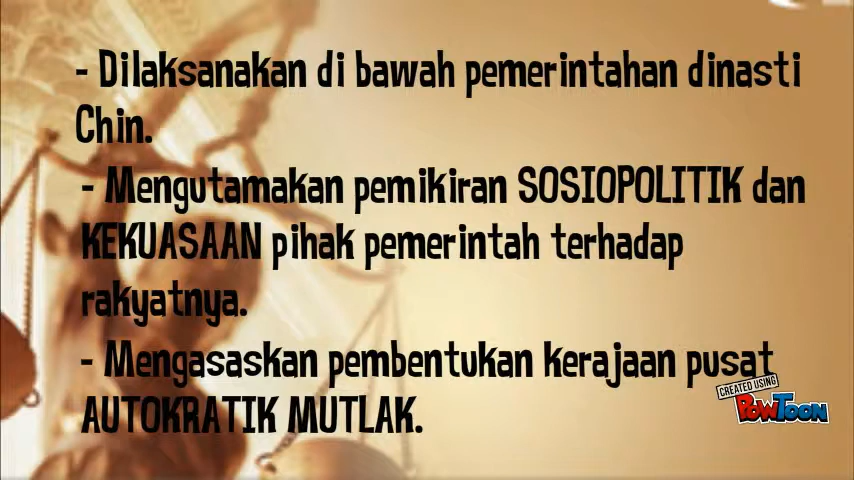 - Dilaksanakan di bawah pemerintahan dinasti
Chin.
- Mengutamakan pemikiran SOSIOPOLITIK dan
KEKUASAAN pihak pemerintah terhadap
rakyatnya.
- Mengasaskan pembentukan kerajaan pusat
AUTOKRATIK MUTLAK.
CREATED USING
POWTOON